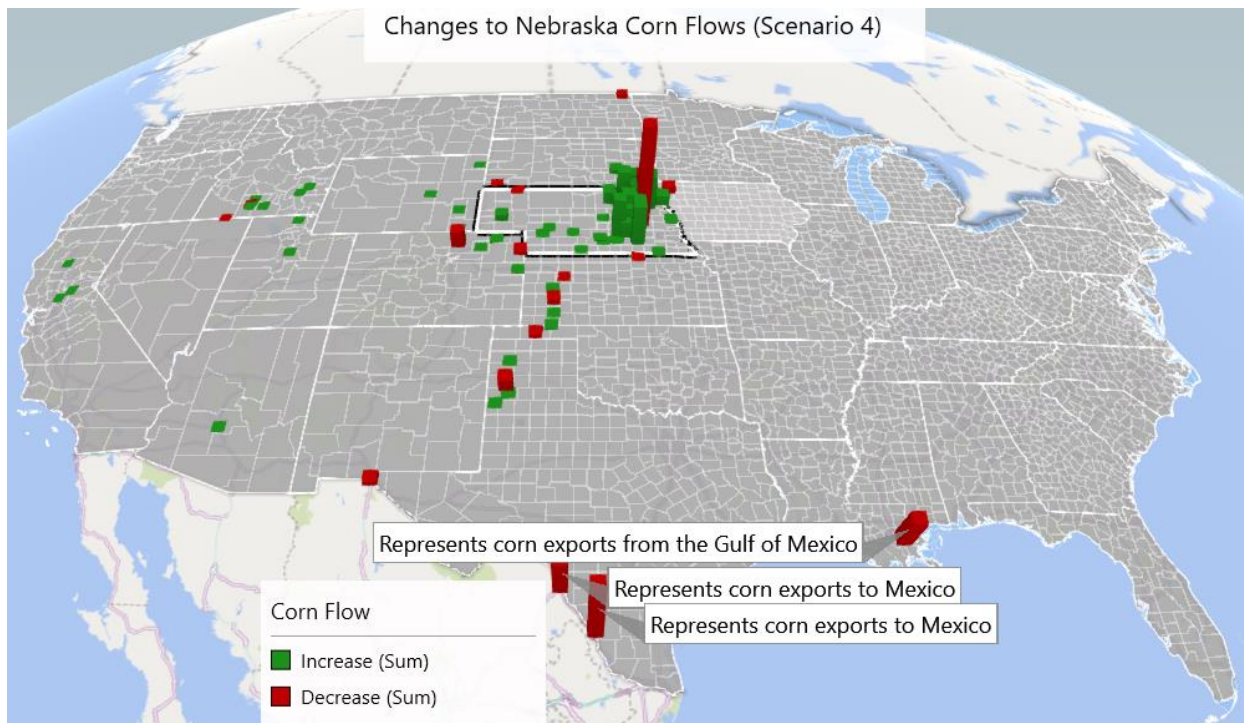 Changes to Nebraska Corn Flows (Scenario 4)
Represents corn exports from the Gulf of Mexico
Represents corn exports to Mexico
Represents corn exports to Mexico
Corn Flow
Increase (Sum)
Decrease (Sum)